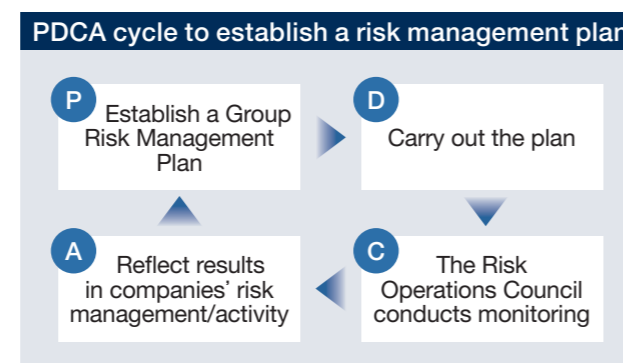 PDCA cycle to establish a risk management plan
P
Establish a Group
Risk Management
Plan
D
Carry out the plan
A
Reflect results
in companies’ risk
management/activity
C
The Risk
Operations Council
conducts monitoring